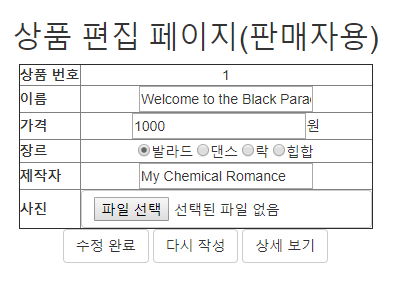 상품 편집 페이지(판매자용)
상품 번호 1
이름 Welcome to the Black Para
가격 1000 원
장르 발라드 댄스 락 힙합
제작자 My Chemical Romance
사진 파일 선택 선택된 파일 없음
수정 완료 다시 작성 상세 보기